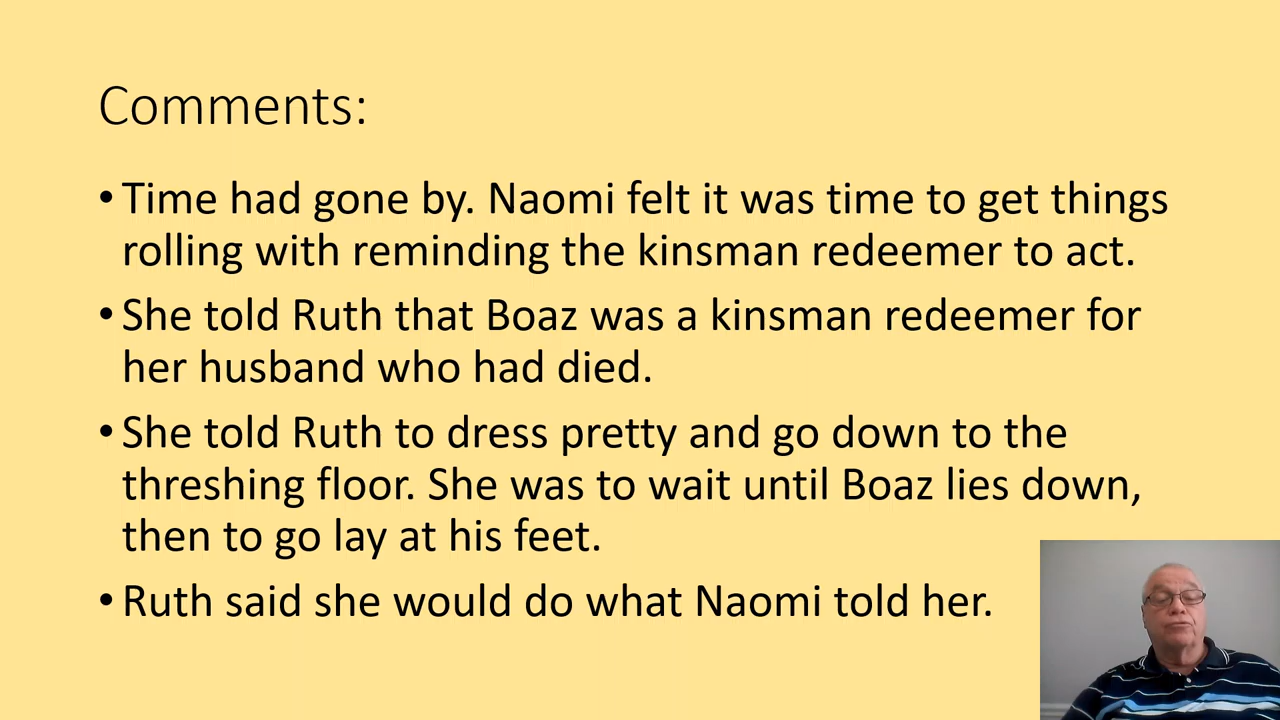 Comments:
• Time had gone by. Naomi felt it was time to get things
rolling with reminding the kinsman redeemer to act.
• She told Ruth that Boaz was a kinsman redeemer for
her husband who had died.
• She told Ruth to dress pretty and go down to the
threshing floor. She was to wait until Boaz lies down,
then to go lay at his feet.
• Ruth said she would do what Naomi told her.